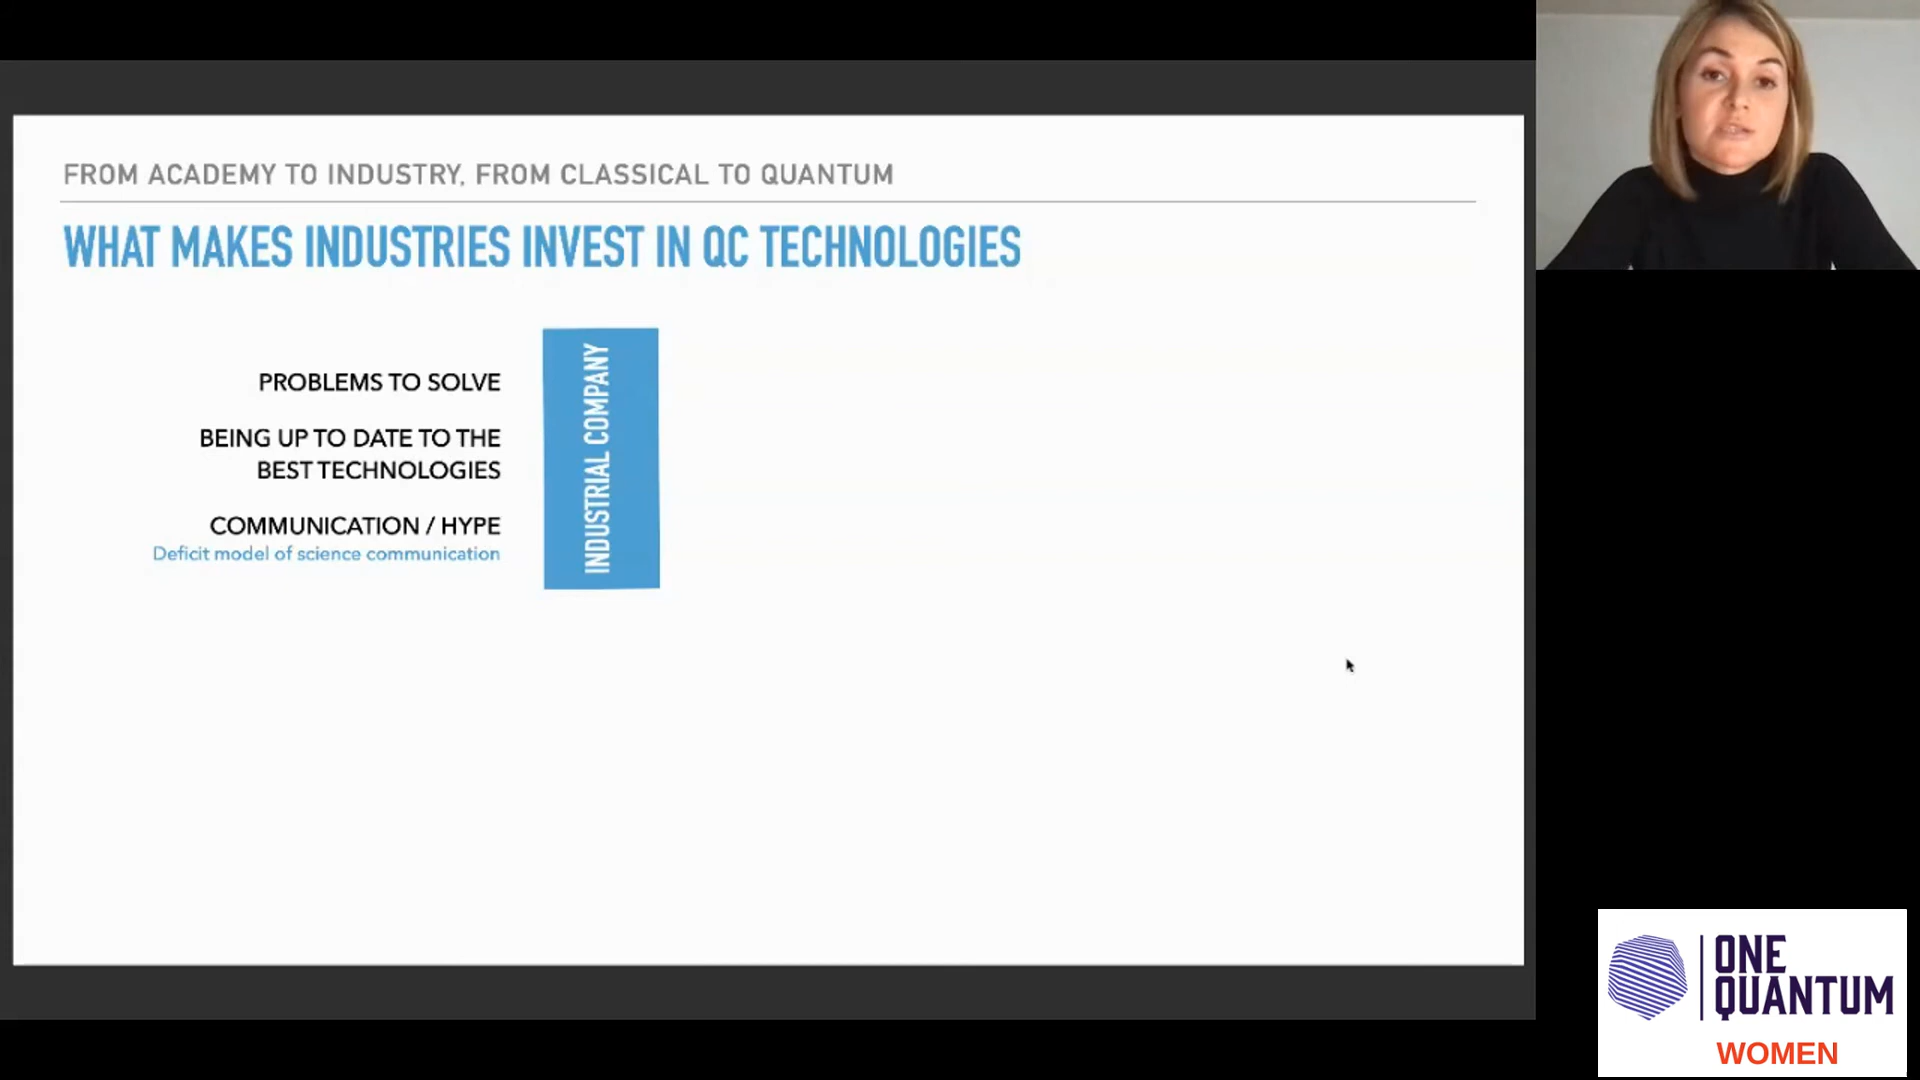 FROM ACADEMY TO INDUSTRY, FROM CLASSICAL TO QUANTUM
WHAT MAKES INDUSTRIES INVEST IN QC TECHNOLOGIES
PROBLEMS TO SOLVE
BEING UP TO DATE TO THE
BEST TECHNOLOGIES
COMMUNICATION / HYPE
Deficit model of science communication
INDUSTRIAL COMPANY
ONE
QUANTUM
WOMEN